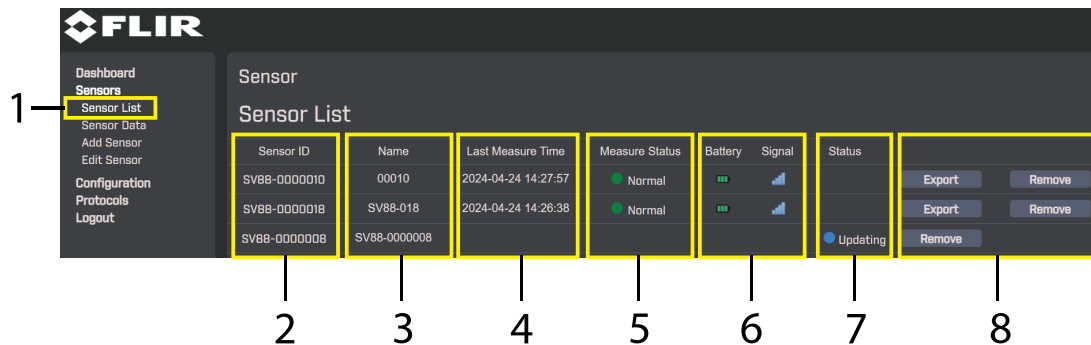 FLIR
Dashboard
Sensors
Sensor List
Sensor Data
Add Sensor
Edit Sensor
Configuration
Protocols
Logout
Sensor
Sensor List
Sensor ID Name Last Measure Time Measure Status Battery Signal Status
SV88-0000010 00010 2024-04-24 14:27:57 Normal Export Remove
SV88-0000018 SV88-018 2024-04-24 14:26:38 Normal Export Remove
SV88-0000008 SV88-0000008 Updating Remove
1
2 3 4 5 6 7 8